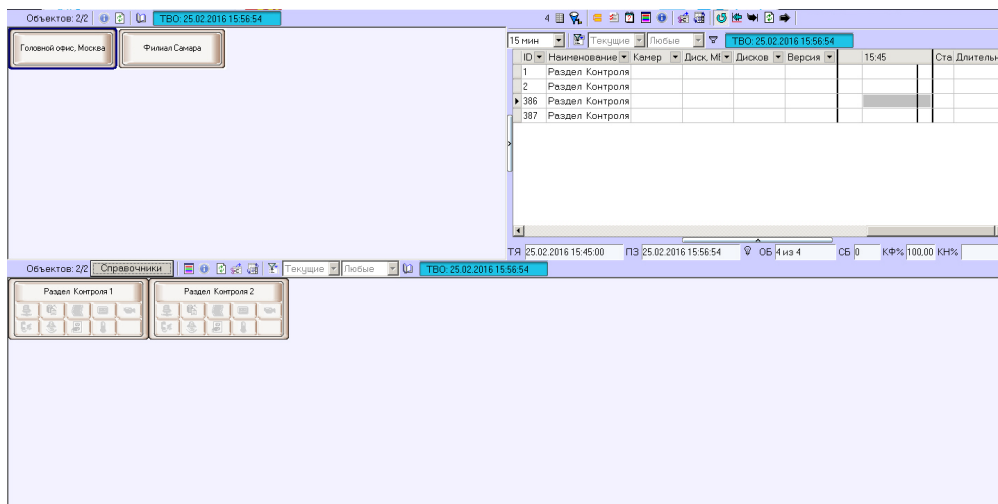 Объектов: 2/2 ТВО: 25.02.2016 15:56:54
Головной офис, Москва Филиал Самара
4
15 мин Текущие Любые ТВО: 25.02.2016 15:56:54
ID Наименование Камер Диск, МІ Дисков Версия 15:45 Ста Длительн
1 Раздел Контроля
2 Раздел Контроля
386 Раздел Контроля
387 Раздел Контроля
ТЯ 25.02.2016 15:45:00 ПЗ 25.02.2016 15:56:54 ОБ 4 из 4 СБ 0 КФ% 100,00 КН%
Объектов: 2/2 Справочники Текущие Любые ТВО: 25.02.2016 15:56:54
Раздел Контроля 1 Раздел Контроля 2